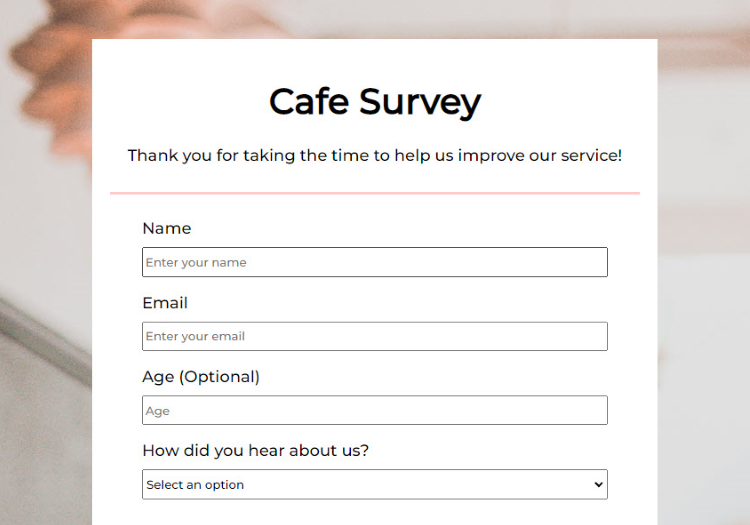 Cafe Survey
Thank you for taking the time to help us improve our service!
Name
Enter your name
Email
Enter your email
Age (Optional)
Age
How did you hear about us?
Select an option